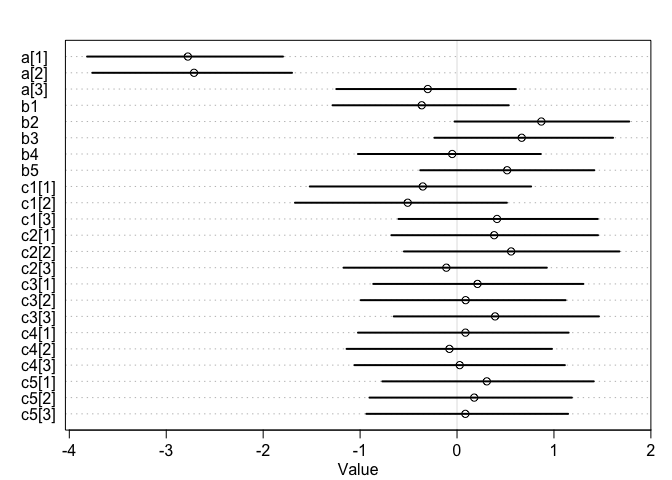 a[1]
a[2]
a[3]
b1
b2
b3
b4
b5
c1[1]
c1[2]
c1[3]
c2[1]
c2[2]
c2[3]
c3[1]
c3[2]
c3[3]
c4[1]
c4[2]
c4[3]
c5[1]
c5[2]
c5[3]
-4 -3 -2 -1 0 1 2
Value